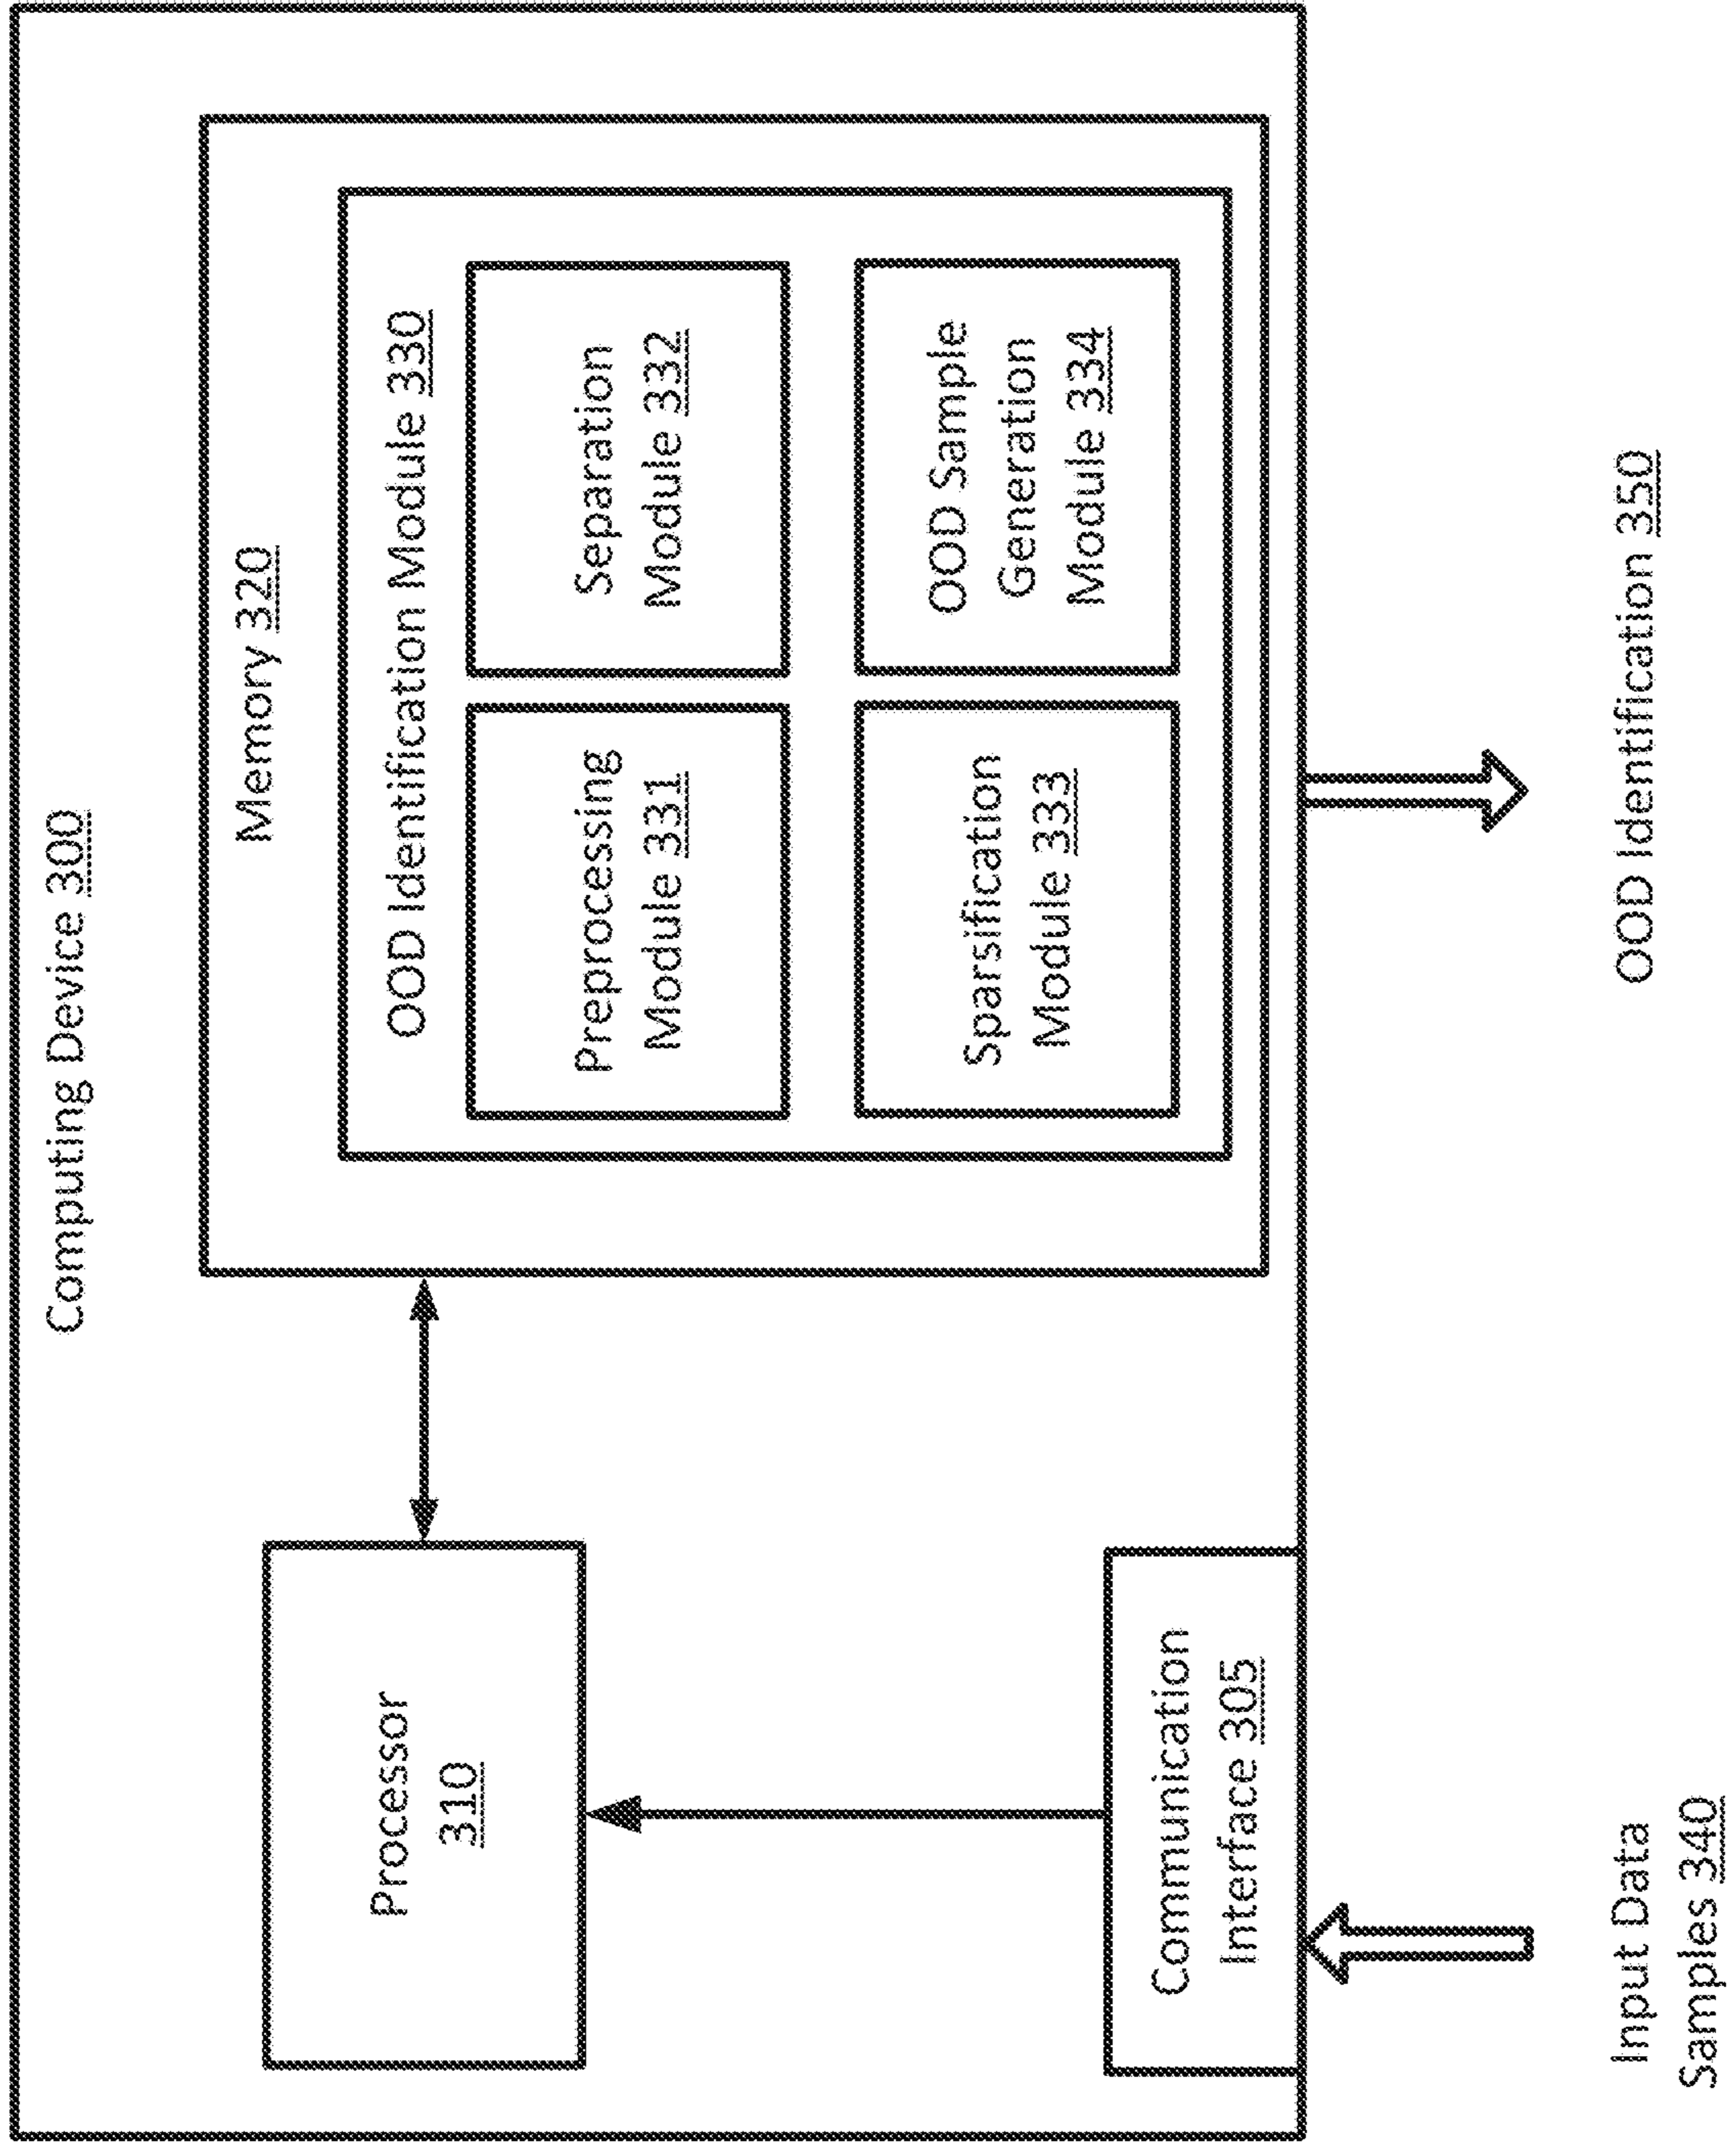 Computing Device 300
Memory 320
OOD Identification Module 330
Preprocessing
Module 331
Separation
Module 332
Sparsification
Module 333
OOD Sample
Generation
Module 334
Processor
310
Communication
Interface 305
Input Data
Samples 340
OOD Identification 350